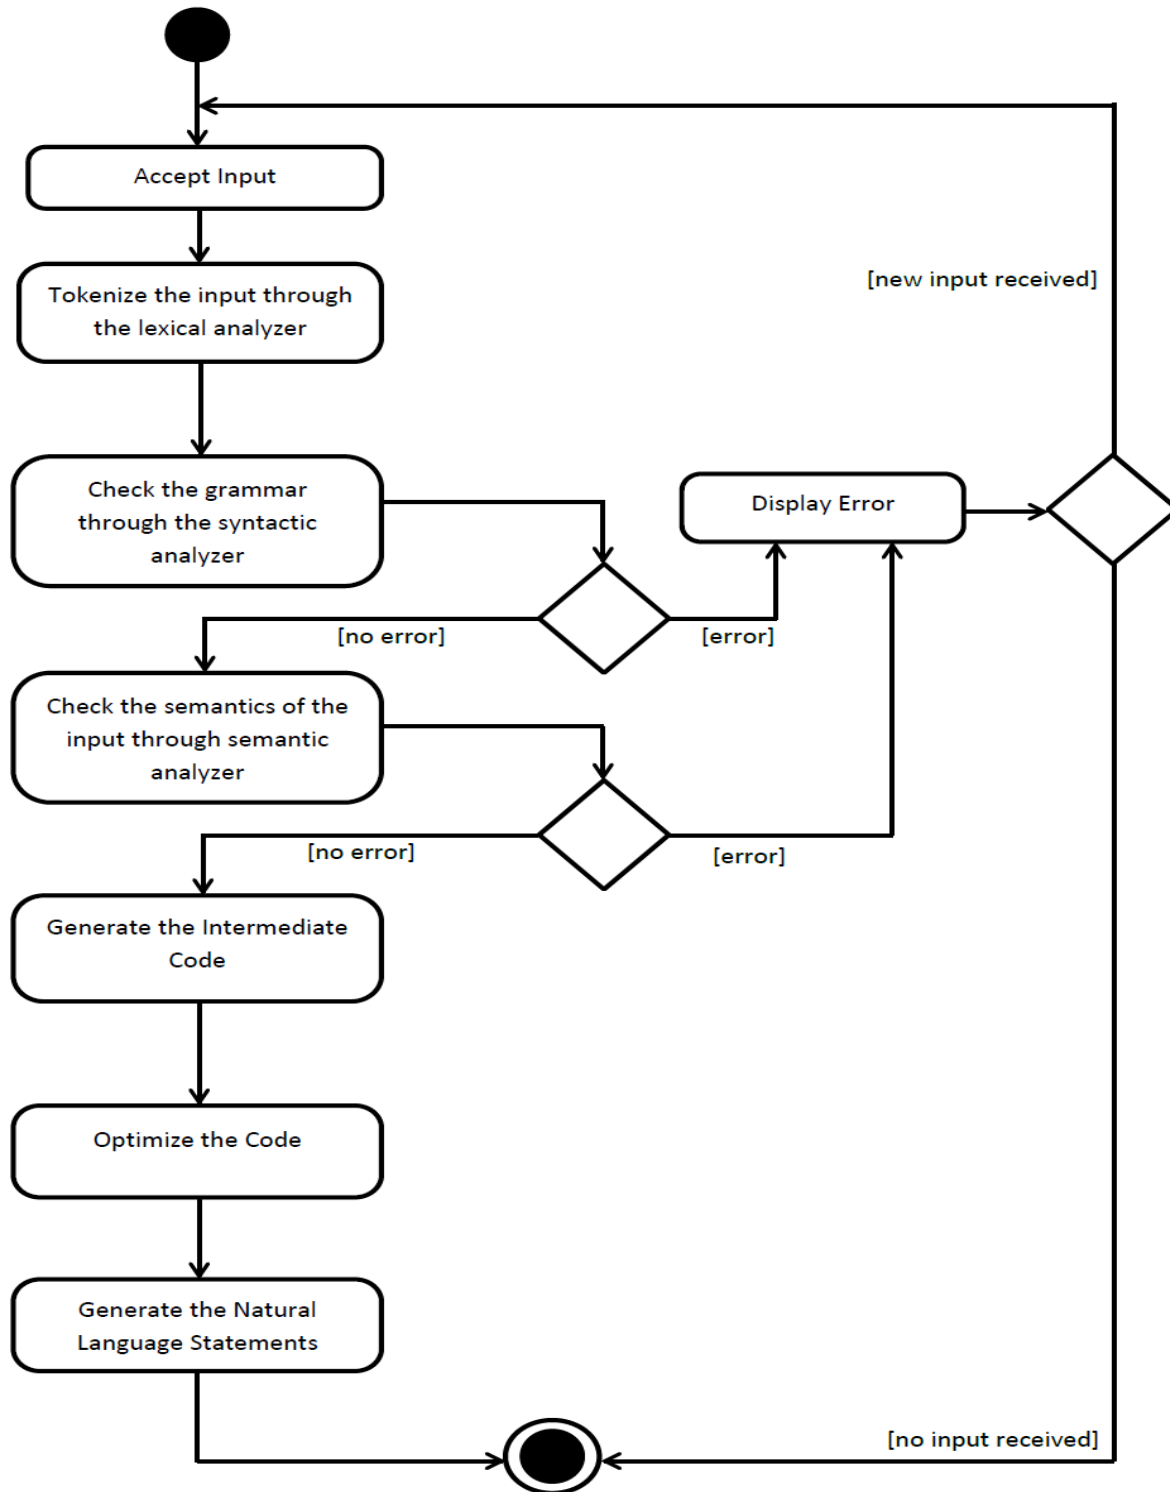 Accept Input
[new input received]
Tokenize the input through
the lexical analyzer
Check the grammar
through the syntactic
analyzer
Display Error
[no error]
[error]
Check the semantics of the
input through semantic
analyzer
[no error]
[error]
Generate the Intermediate
Code
Optimize the Code
Generate the Natural
Language Statements
[no input received]